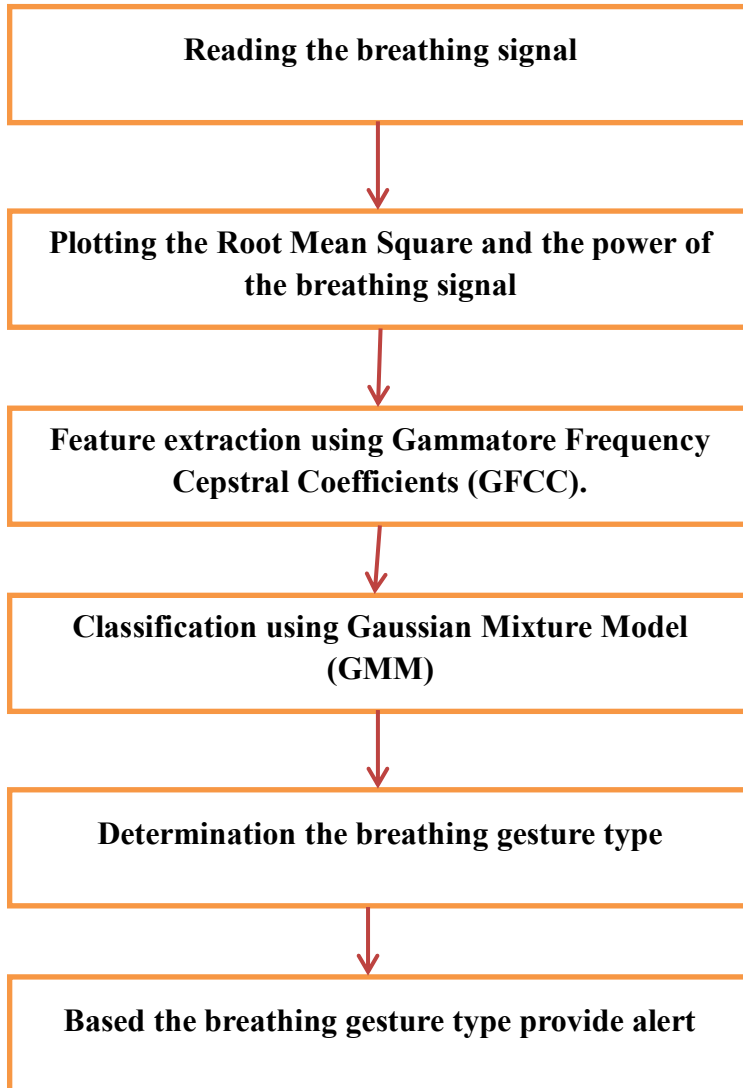 Reading the breathing signal
Plotting the Root Mean Square and the power of
the breathing signal
Feature extraction using Gammatore Frequency
Cepstral Coefficients (GFCC).
Classification using Gaussian Mixture Model
(GMM)
Determination the breathing gesture type
Based the breathing gesture type provide alert